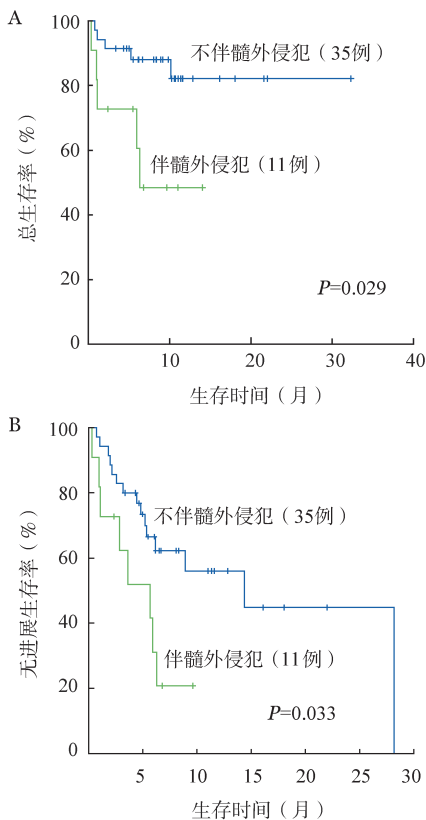 A
100
80
60
40
20
0
总生存率（%）
不伴髓外侵犯（35例）
伴髓外侵犯（11例）
P=0.029
10
20
30
40
生存时间（月）
B
100
80
60
40
20
0
无进展生存率（%）
不伴髓外侵犯（35例）
伴髓外侵犯（11例）
P=0.033
5
10
15
20
25
30
生存时间（月）